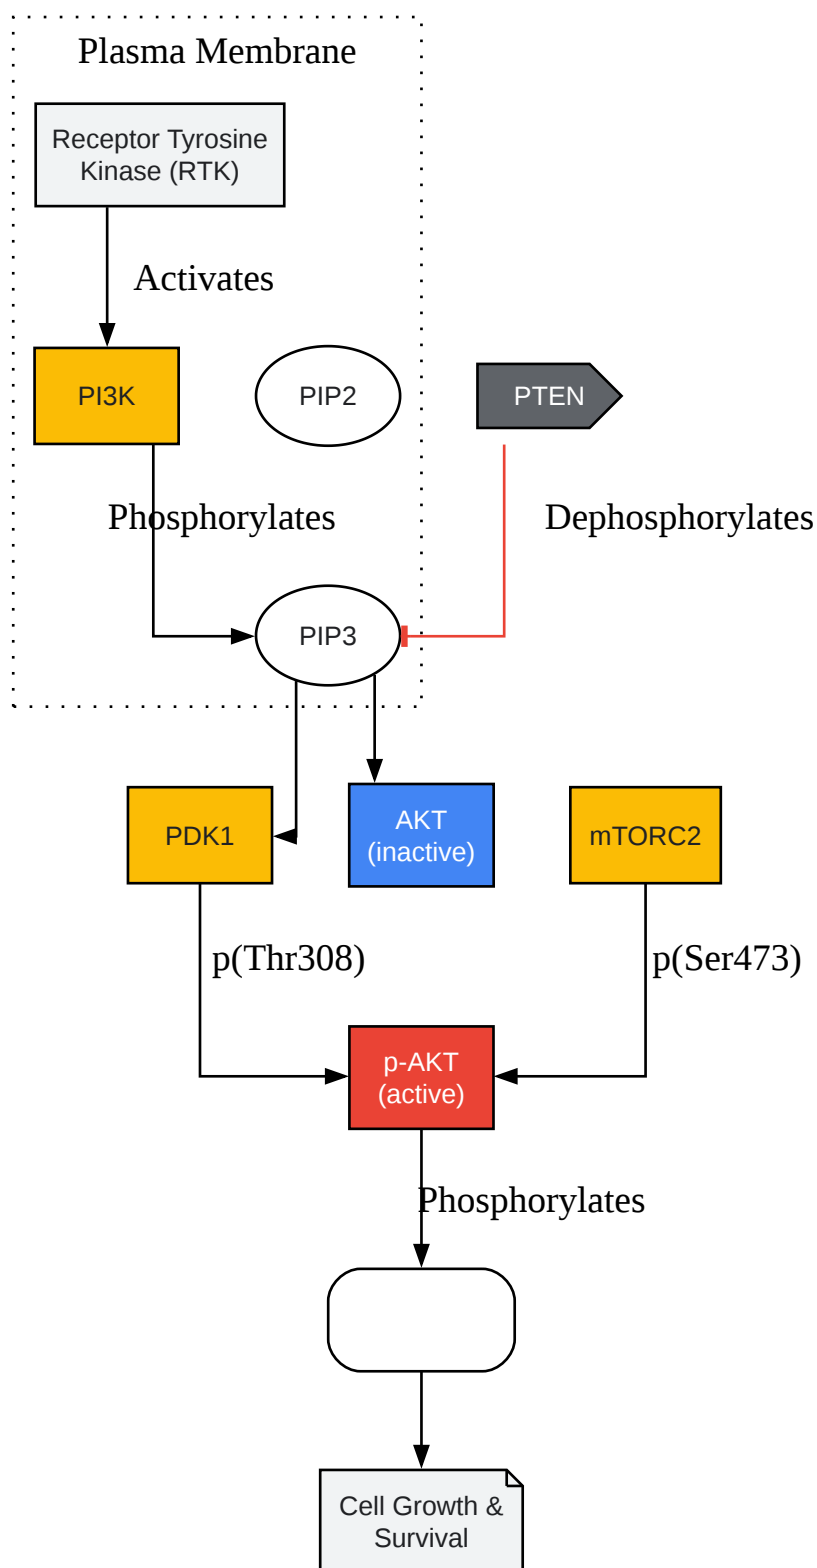 Plasma Membrane
Receptor Tyrosine
Kinase (RTK)
Activates
PI3K
PIP2
PTEN
Phosphorylates
Dephosphorylates
PIP3
PDK1
AKT
(inactive)
mTORC2
p(Thr308)
p(Ser473)
p-AKT
(active)
Phosphorylates
Cell Growth &
Survival